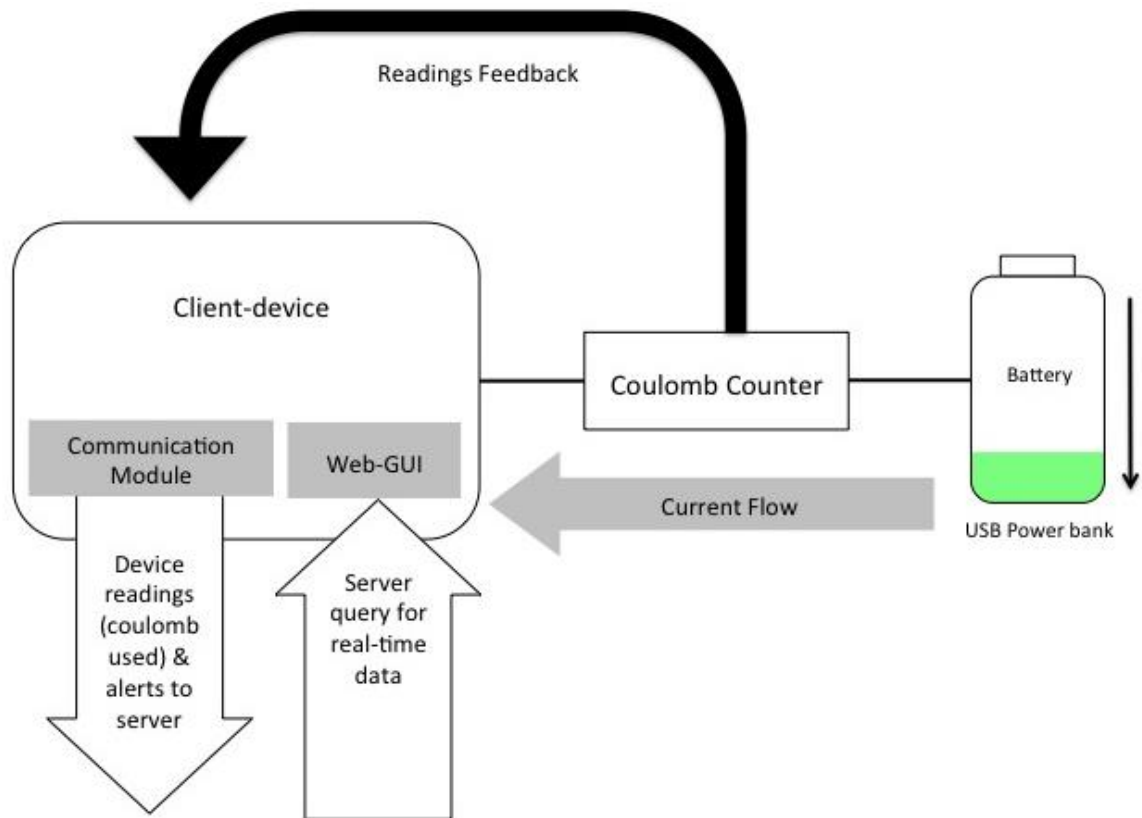 Readings Feedback
Client-device
Coulomb Counter
Battery
Communication
Module
Web-GUI
Current Flow
USB Power bank
Device
readings
(coulomb
used) &
alerts to
server
Server
query for
real-time
data